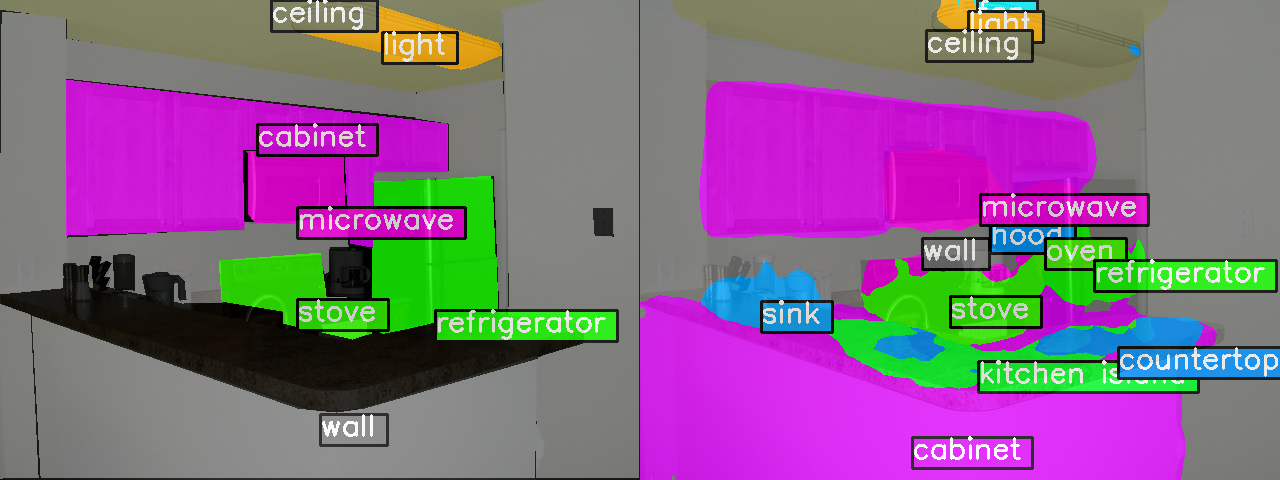 ceiling
light
cabinet
microwave
stove
refrigerator
wall
fan
light
ceiling
microwave
hood
wall
oven
refrigerator
sink
stove
countertop
kitchen island
cabinet